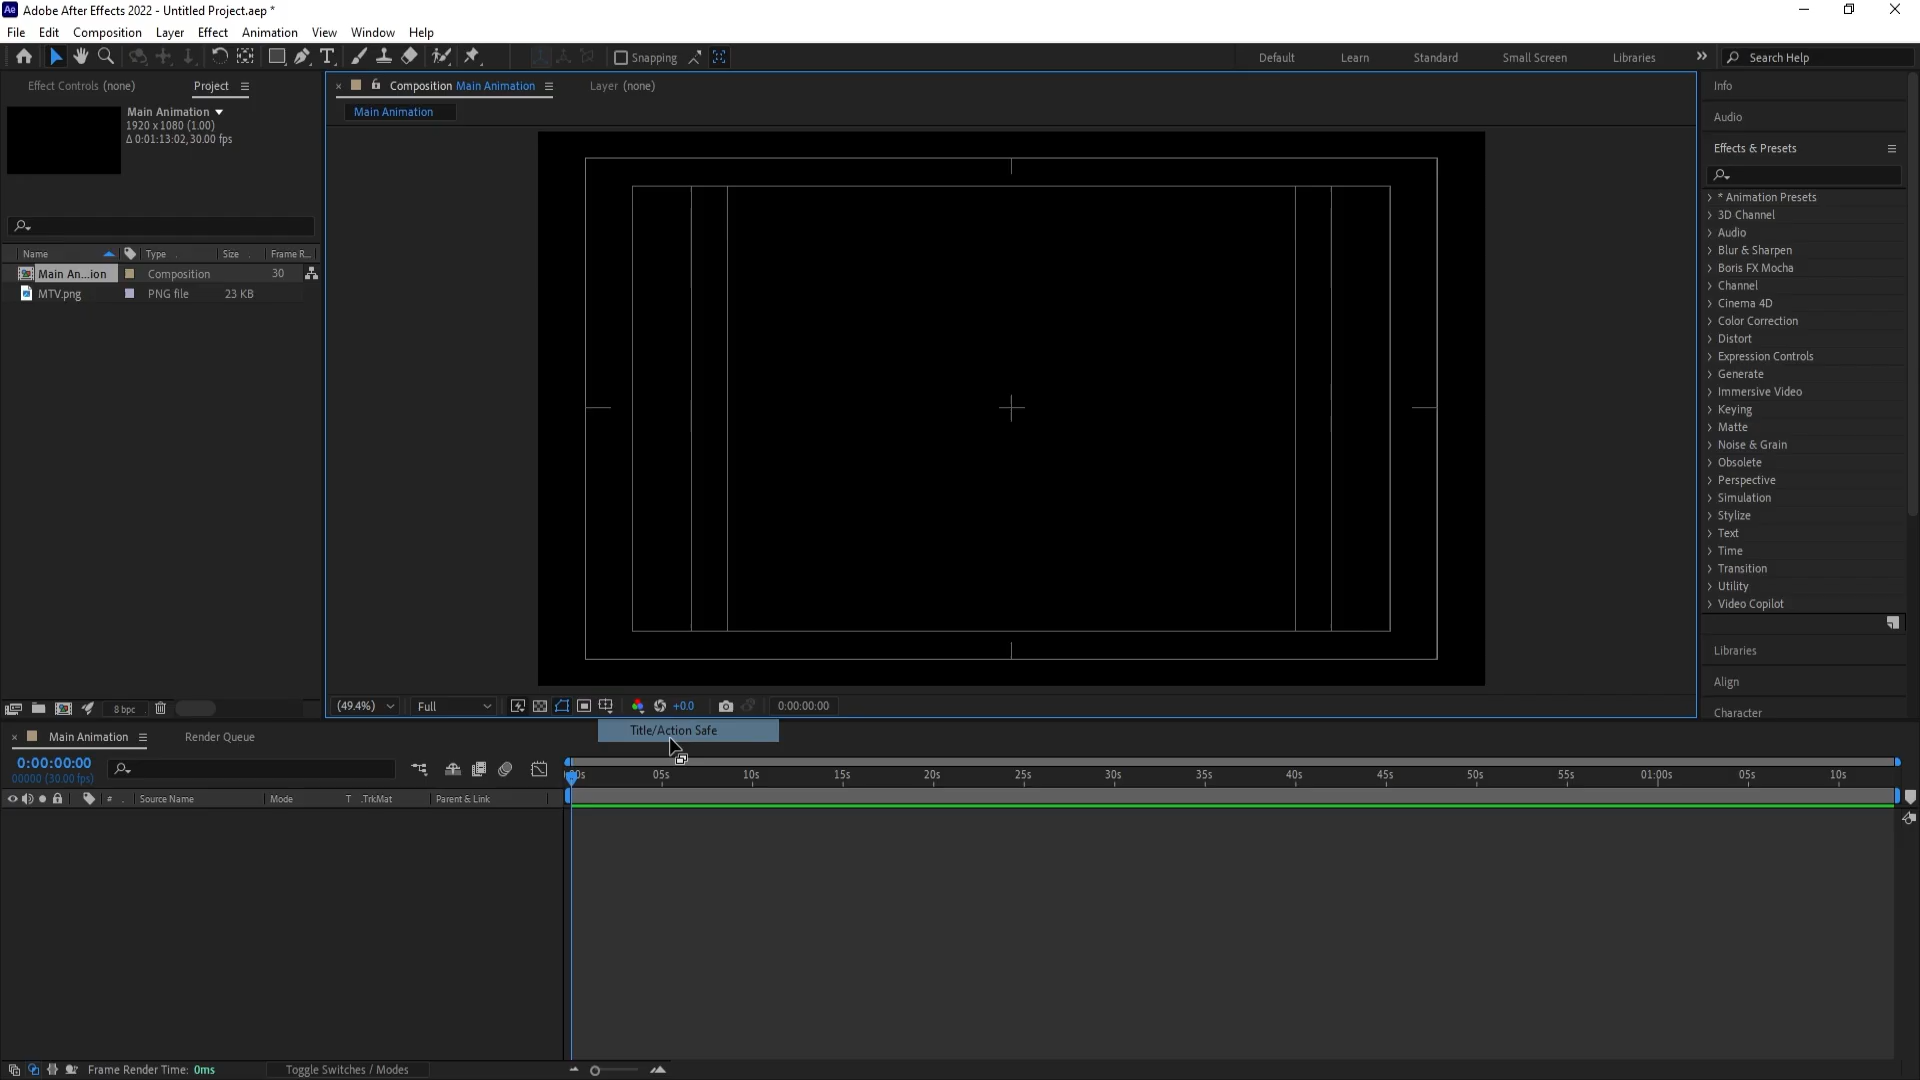 Ae Adobe After Effects 2022 - Untitled Project.aep *
File Edit Composition Layer Effect Animation View Window Help
Snapping Default Learn Standard Small Screen Libraries Search Help
Effect Controls (none) Project
Main Animation
1920 x 1080 (1.00)
Δ 0:01:13:02, 30.00 fps
Name Type Size Frame R...
Main An...ion Composition 30
MTV.png PNG file 23 KB
8 bpc
Composition Main Animation Layer (none)
Main Animation
(49.4%) Full +0.0 0:00:00:00
Title/Action Safe
Info
Audio
Effects & Presets
* Animation Presets
3D Channel
Audio
Blur & Sharpen
Boris FX Mocha
Channel
Cinema 4D
Color Correction
Distort
Expression Controls
Generate
Immersive Video
Keying
Matte
Noise & Grain
Obsolete
Perspective
Simulation
Stylize
Text
Time
Transition
Utility
Video Copilot
Libraries
Align
Character
Main Animation Render Queue
0:00:00:00
00000 (30.00 fps)
# Source Name Mode T .TrkMat Parent & Link
05s 10s 15s 20s 25s 30s 35s 40s 45s 50s 55s 01:00s 05s 10s
Frame Render Time: 0ms Toggle Switches / Modes